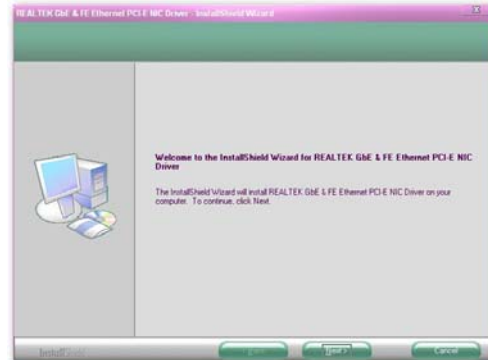 REALTEK GbE & FE Ethernet PCI-E NIC Driver - InstallShield Wizard
Welcome to the InstallShield Wizard for REALTEK GbE & FE Ethernet PCI-E NIC
Driver
The InstallShield Wizard will install REALTEK GbE & FE Ethernet PCI-E NIC Driver on your
computer. To continue, click Next.
InstallShield
Next >
Cancel